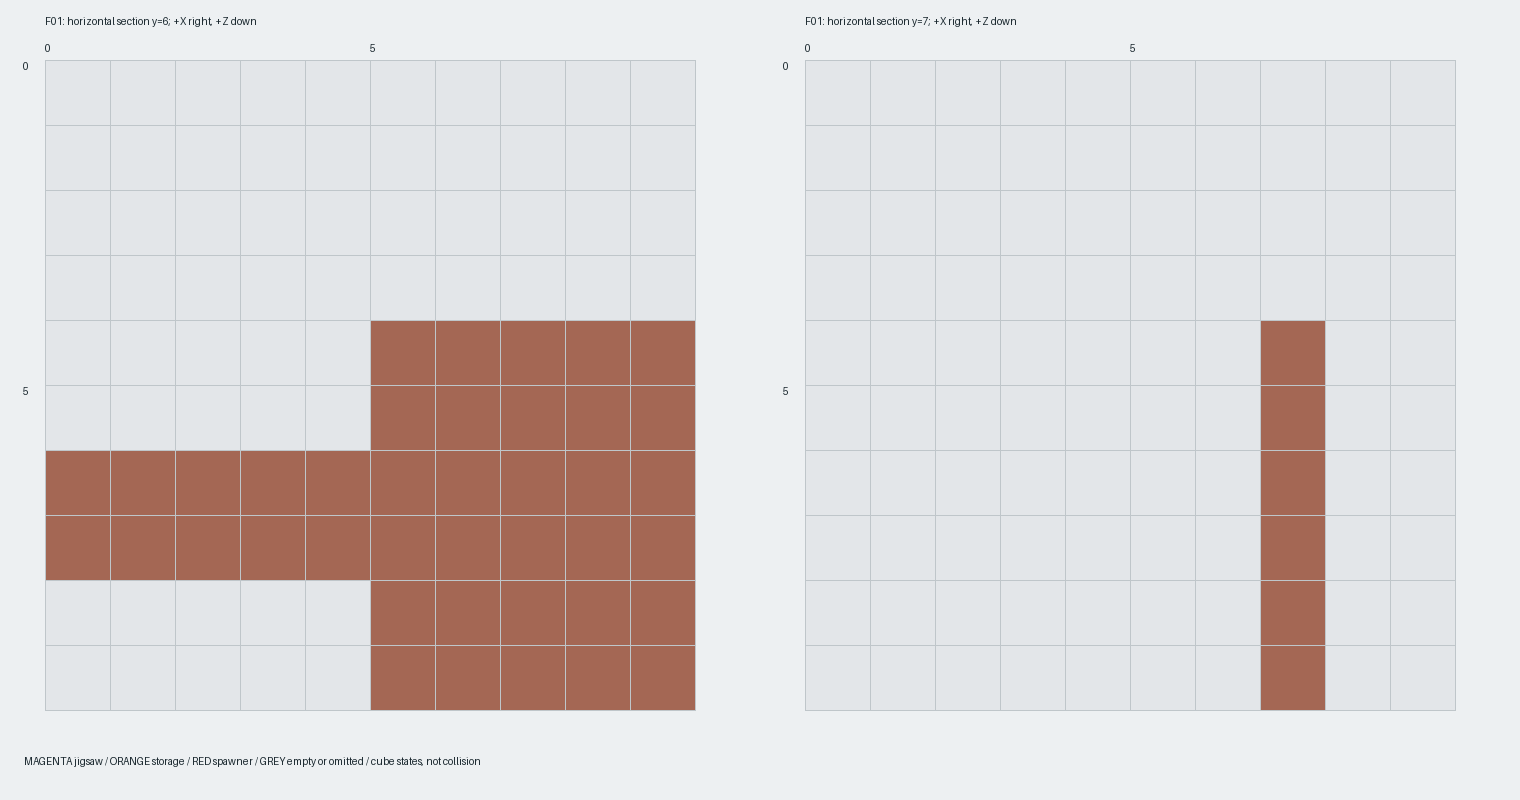 F01: horizontal section y=6; +X right, +Z down
F01: horizontal section y=7; +X right, +Z down
0 5
0 5
0
0
5
5
MAGENTA jigsaw / ORANGE storage / RED spawner / GREY empty or omitted / cube states, not collision